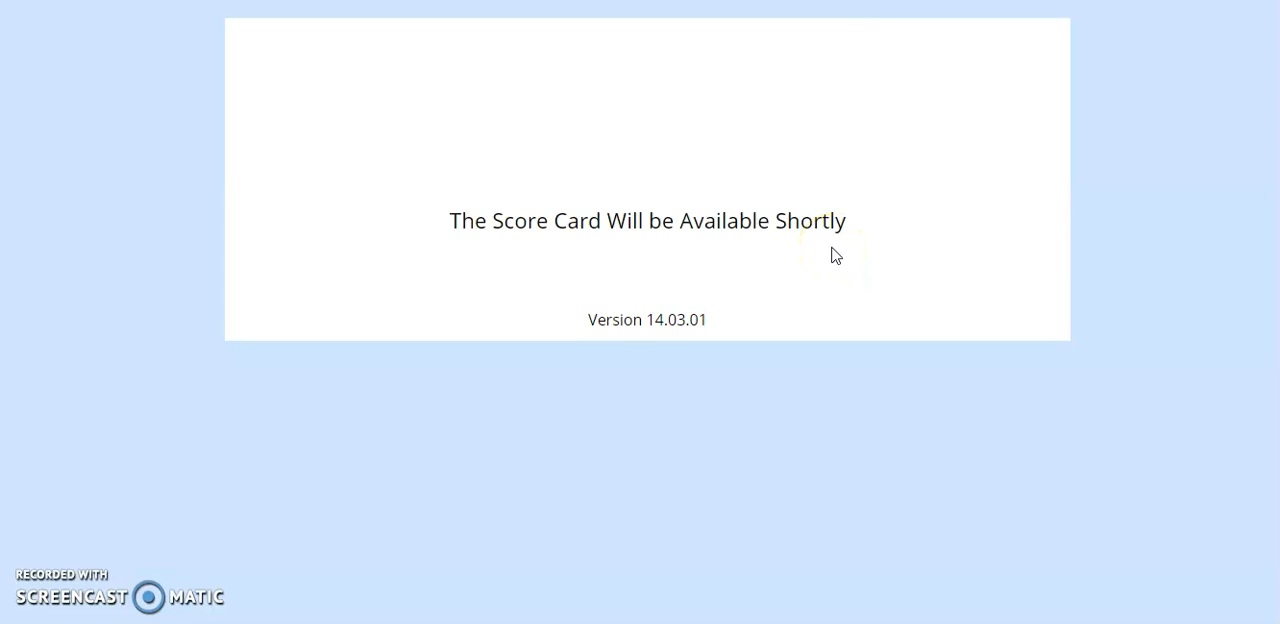 The Score Card Will be Available Shortly
Version 14.03.01
RECORDED WITH
SCREENCAST MATIC